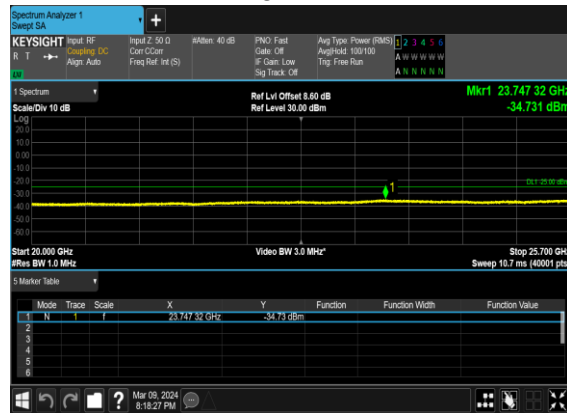 Spectrum Analyzer 1
Swept SA
KEYSIGHT Input: RF Input Z: 50 Ω #Atten: 40 dB PNO: Fast Avg Type: Power (RMS) 1 2 3 4 5 6
R T Coupling: DC Corr CCorr Gate: Off Avg|Hold: 100/100 A W W W W W
Align: Auto Freq Ref: Int (S) IF Gain: Low Trig: Free Run
LW Sig Track: Off A N N N N N
1 Spectrum
Scale/Div 10 dB Ref Lvl Offset 8.60 dB Mkr1 23.747 32 GHz
Ref Level 30.00 dBm -34.731 dBm
Log
20.0
10.0
0.00
-10.0
-20.0
DL1 -25.00 dBm
-30.0
1
-40.0
-50.0
-60.0
Start 20.000 GHz Video BW 3.0 MHz* Stop 25.700 GHz
#Res BW 1.0 MHz Sweep 10.7 ms (40001 pts
5 Marker Table
Mode Trace Scale X Y Function Function Width Function Value
1 N 1 f 23.747 32 GHz -34.73 dBm
2
3
4
5
6
? Mar 09, 2024
8:18:27 PM